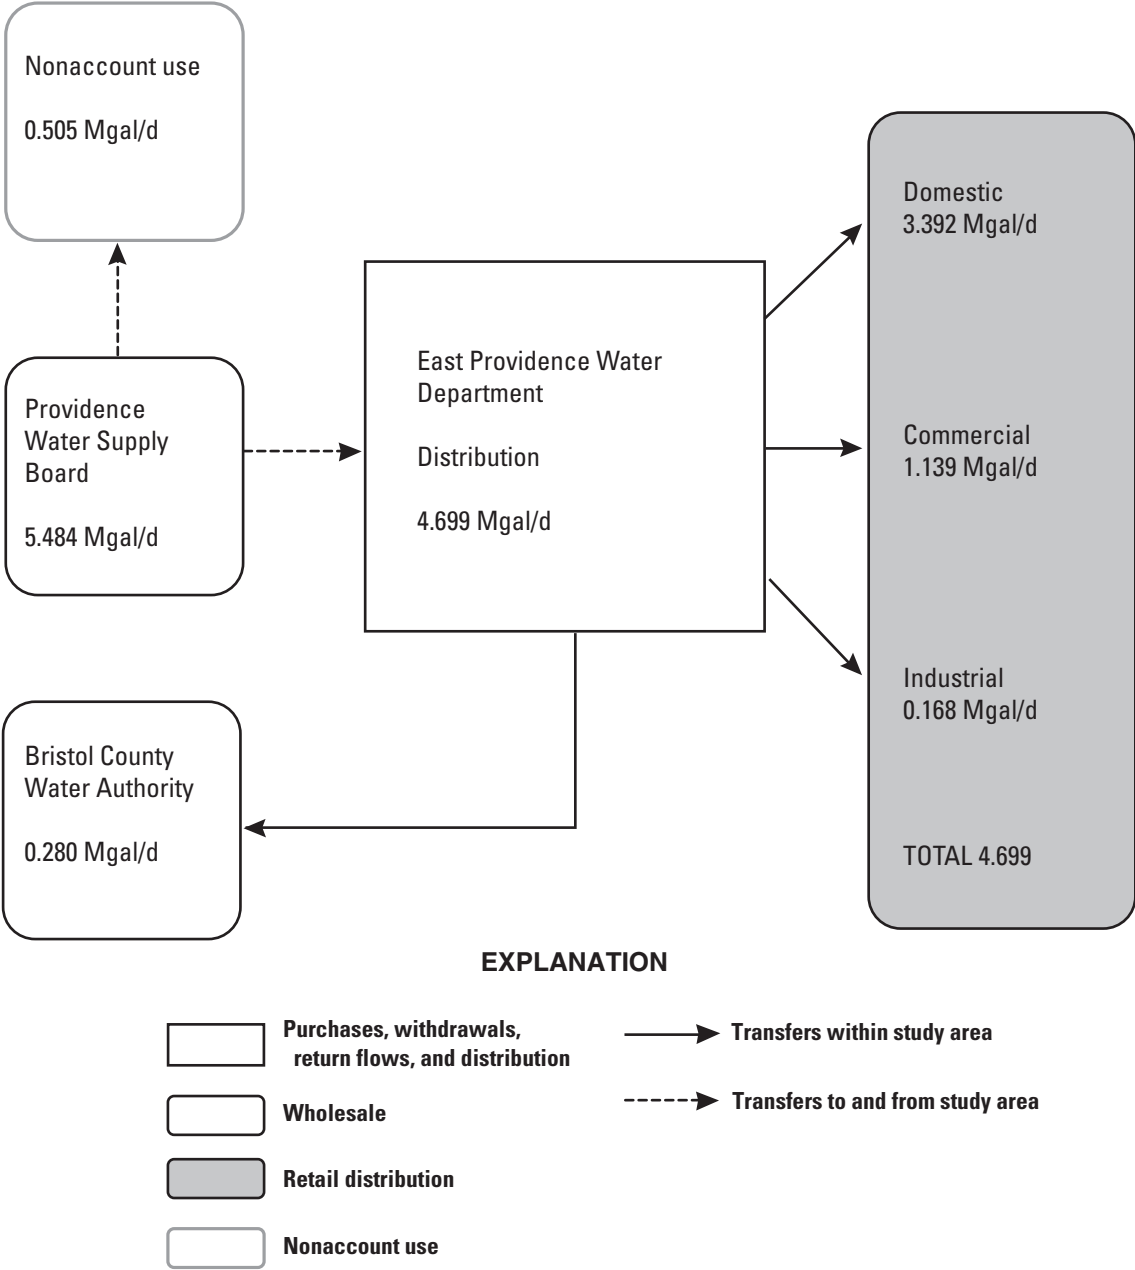 Nonaccount use
0.505 Mgal/d
Providence
Water Supply
Board
5.484 Mgal/d
Bristol County
Water Authority
0.280 Mgal/d
East Providence Water
Department
Distribution
4.699 Mgal/d
Domestic
3.392 Mgal/d
Commercial
1.139 Mgal/d
Industrial
0.168 Mgal/d
TOTAL 4.699
EXPLANATION
Purchases, withdrawals,
return flows, and distribution
Wholesale
Retail distribution
Nonaccount use
Transfers within study area
Transfers to and from study area